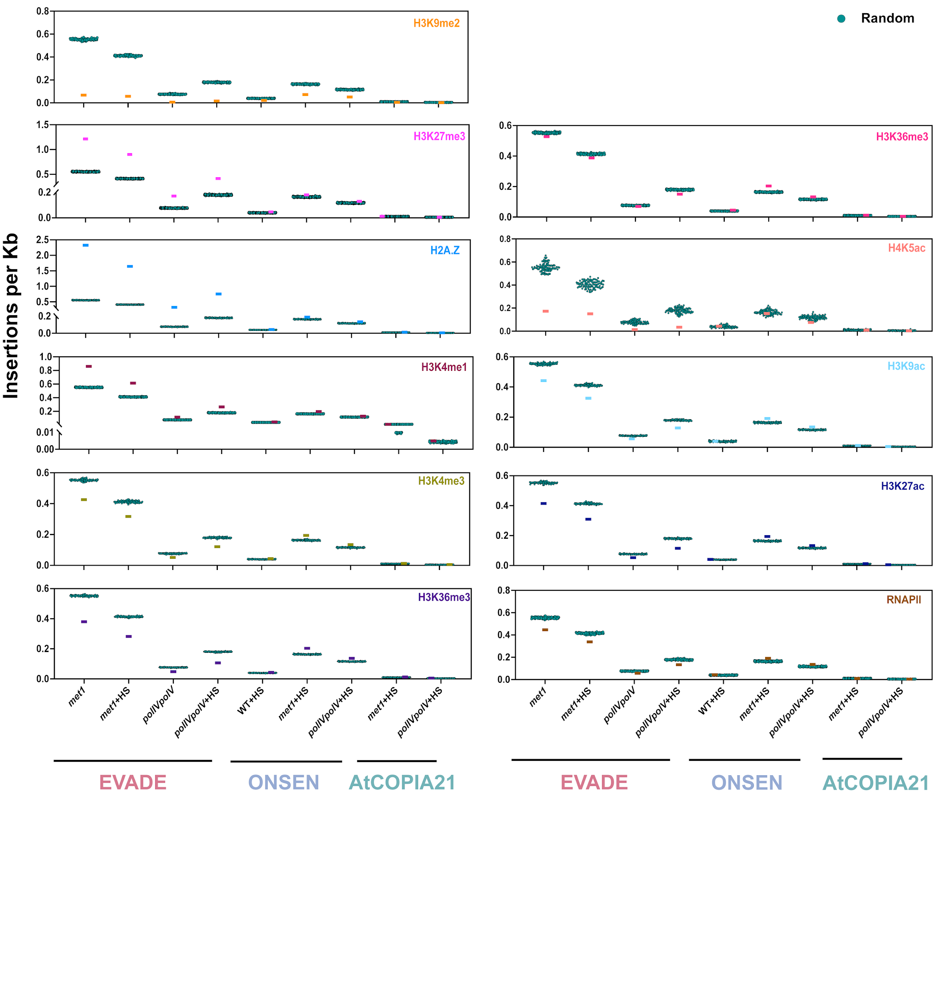 Insertions per Kb
Random
H3K9me2
0.8
0.6
0.4
0.2
0.0
H3K27me3
1.5
1.0
0.5
0.2
0.0
H3K36me3
0.6
0.4
0.2
0.0
H2A.Z
2.5
2.0
1.5
1.0
0.5
0.2
0.0
H4K5ac
0.8
0.6
0.4
0.2
0.0
H3K4me1
1.0
0.8
0.6
0.4
0.2
0.01
0.00
H3K9ac
0.6
0.4
0.2
0.0
H3K4me3
0.6
0.4
0.2
0.0
H3K27ac
0.6
0.4
0.2
0.0
H3K36me3
0.6
0.4
0.2
0.0
RNAPII
0.8
0.6
0.4
0.2
0.0
met1
met1+HS
polIVpolV
polIVpolV+HS
WT+HS
met1+HS
polIVpolV+HS
met1+HS
polIVpolV+HS
met1
met1+HS
polIVpolV
polIVpolV+HS
WT+HS
met1+HS
polIVpolV+HS
met1+HS
polIVpolV+HS
EVADE
ONSEN
AtCOPIA21
EVADE
ONSEN
AtCOPIA21